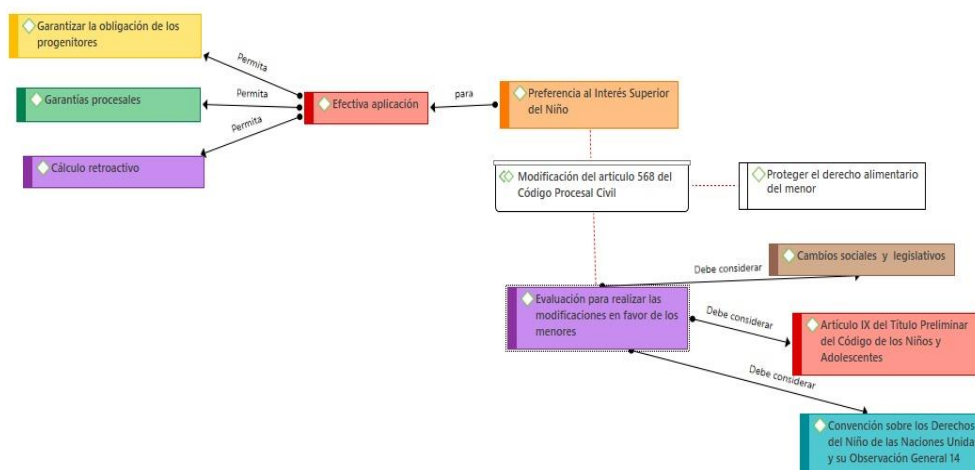 Garantizar la obligación de los
progenitores
Permita
Garantías procesales
Permita
Efectiva aplicación
para
Preferencia al Interés Superior
del Niño
Permita
Cálculo retroactivo
Modificación del articulo 568 del
Código Procesal Civil
Proteger el derecho alimentario
del menor
Cambios sociales y legislativos
Debe considerar
Evaluación para realizar las
modificaciones en favor de los
menores
Debe considerar
Artículo IX del Título Preliminar
del Código de los Niños y
Adolescentes
Debe considerar
Convención sobre los Derechos
del Niño de las Naciones Unida
y su Observación General 14